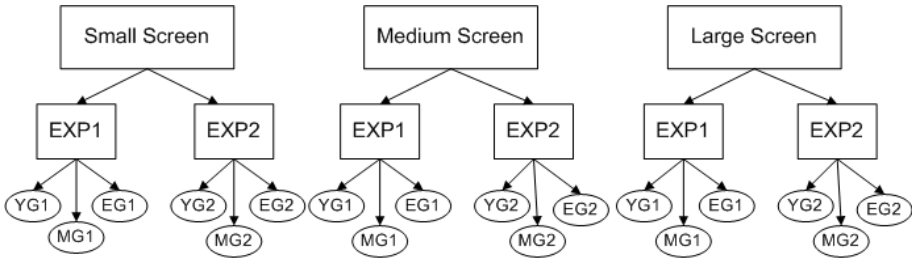 Small Screen
Medium Screen
Large Screen
EXP1
EXP2
EXP1
EXP2
EXP1
EXP2
YG1
EG1
YG2
EG2
YG1
EG1
YG2
EG2
YG1
EG1
YG2
EG2
MG1
MG2
MG1
MG2
MG1
MG2